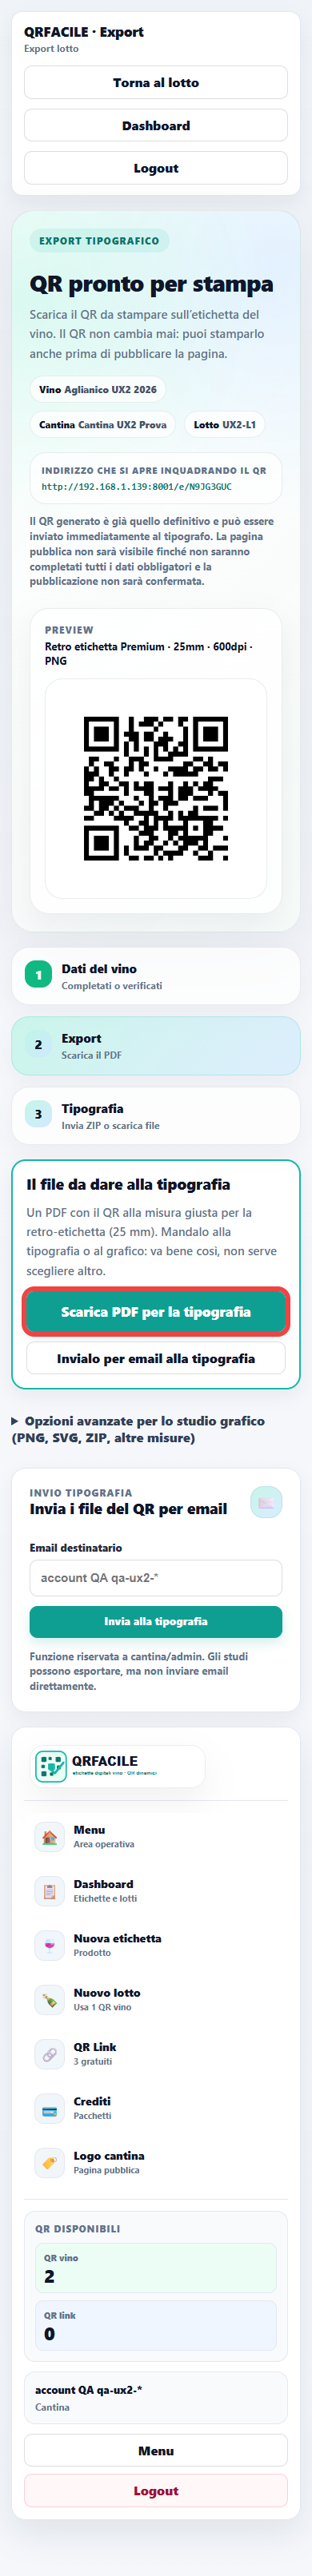 QRFACILE · Export
Export lotto
Torna al lotto
Dashboard
Logout
EXPORT TIPOGRAFICO
QR pronto per stampa
Scarica il QR da stampare sull’etichetta del
vino. Il QR non cambia mai: puoi stamparlo
anche prima di pubblicare la pagina.
Vino Aglianico UX2 2026
Cantina Cantina UX2 Prova
Lotto UX2-L1
INDIRIZZO CHE SI APRE INQUADRANDO IL QR
http://192.168.1.139:8001/e/N9JG3GUC
Il QR generato è già quello definitivo e può essere
inviato immediatamente al tipografo. La pagina
pubblica non sarà visibile finché non saranno
completati tutti i dati obbligatori e la
pubblicazione non sarà confermata.
PREVIEW
Retro etichetta Premium · 25mm · 600dpi ·
PNG
1
Dati del vino
Completati o verificati
2
Export
Scarica il PDF
3
Tipografia
Invia ZIP o scarica file
Il file da dare alla tipografia
Un PDF con il QR alla misura giusta per la
retro-etichetta (25 mm). Mandalo alla
tipografia o al grafico: va bene così, non serve
scegliere altro.
Scarica PDF per la tipografia
Invialo per email alla tipografia
▶ Opzioni avanzate per lo studio grafico
(PNG, SVG, ZIP, altre misure)
INVIO TIPOGRAFIA
Invia i file del QR per email
Email destinatario
account QA qa-ux2-*
Invia alla tipografia
Funzione riservata a cantina/admin. Gli studi
possono esportare, ma non inviare email
direttamente.
QRFACILE
etichette digitali vino · QR dinamici
Menu
Area operativa
Dashboard
Etichette e lotti
Nuova etichetta
Prodotto
Nuovo lotto
Usa 1 QR vino
QR Link
3 gratuiti
Crediti
Pacchetti
Logo cantina
Pagina pubblica
QR DISPONIBILI
QR vino
2
QR link
0
account QA qa-ux2-*
Cantina
Menu
Logout